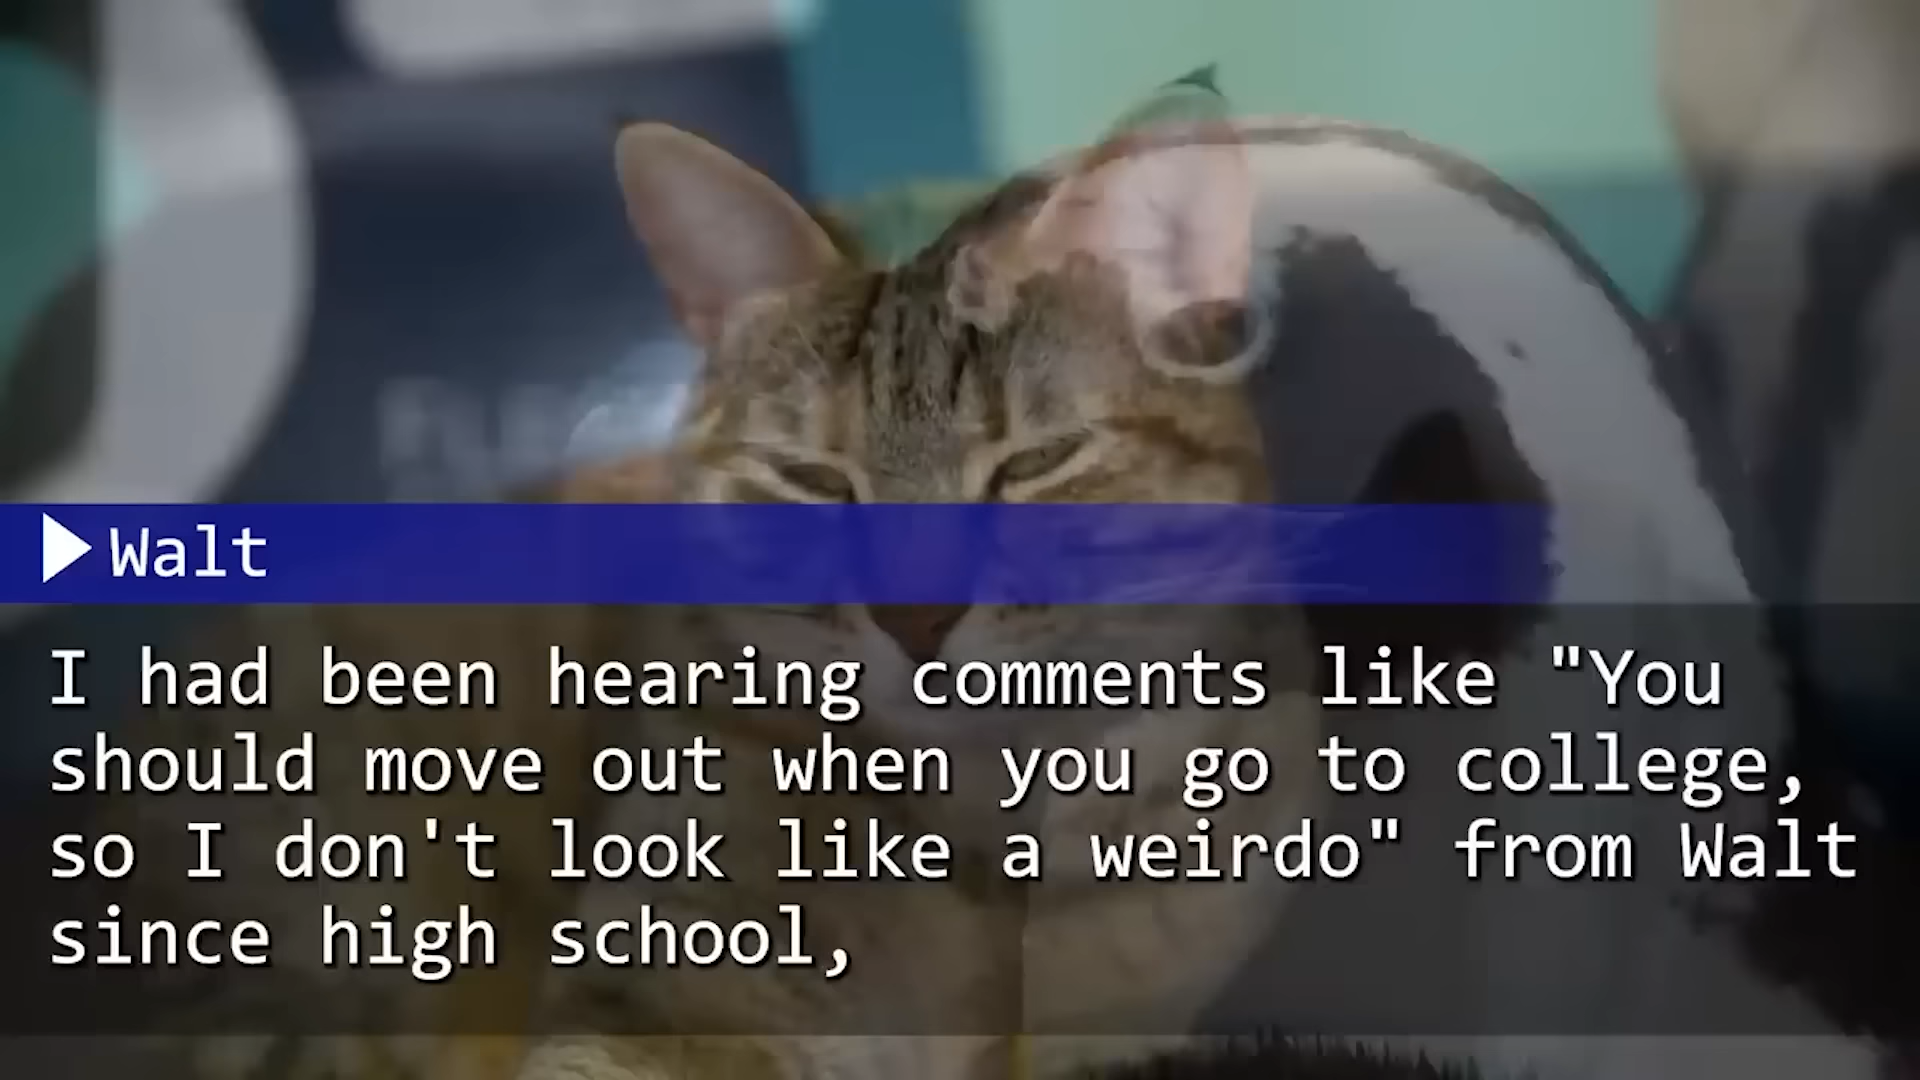 Walt
I had been hearing comments like "You
should move out when you go to college,
so I don't look like a weirdo" from Walt
since high school,